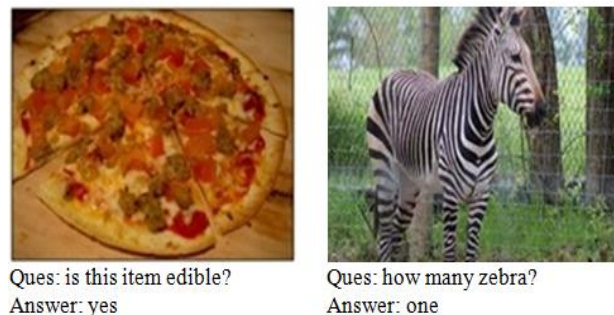 Ques: is this item edible?
Answer: yes
Ques: how many zebra?
Answer: one